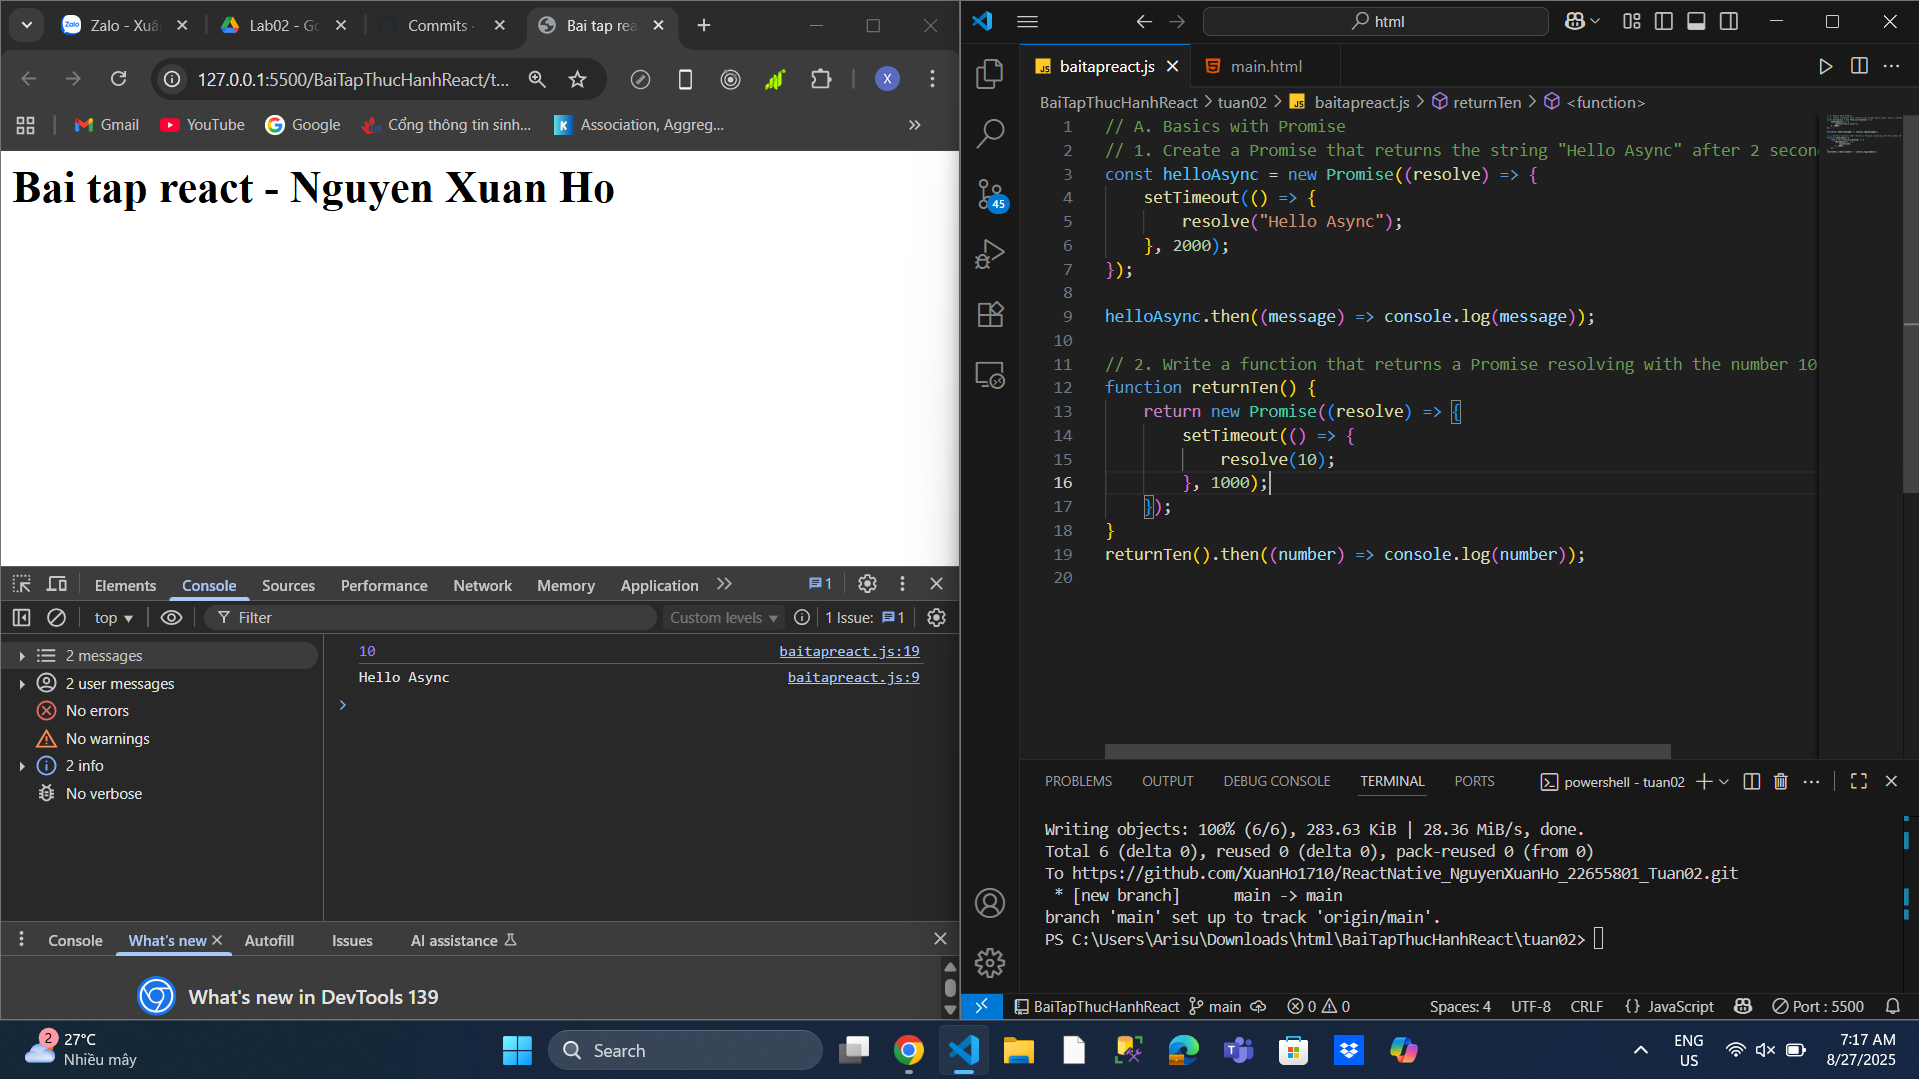 Zalo - Xuâ
Lab02 - Go
Commits ·
Bai tap rea
127.0.0.1:5500/BaiTapThucHanhReact/t...
X
Gmail
YouTube
Google
Cổng thông tin sinh...
Association, Aggreg...
Bai tap react - Nguyen Xuan Ho
Elements
Console
Sources
Performance
Network
Memory
Application
1
top
Filter
Custom levels
1 Issue:
1
2 messages
2 user messages
No errors
No warnings
2 info
No verbose
10 baitapreact.js:19
Hello Async baitapreact.js:9
Console
What's new
Autofill
Issues
AI assistance
What's new in DevTools 139
html
baitapreact.js
main.html
BaiTapThucHanhReact > tuan02 > JS baitapreact.js > returnTen > <function>
45
1 // A. Basics with Promise
2 // 1. Create a Promise that returns the string "Hello Async" after 2 secon
3 const helloAsync = new Promise((resolve) => {
4 setTimeout(() => {
5 resolve("Hello Async");
6 }, 2000);
7 });
8
9 helloAsync.then((message) => console.log(message));
10
11 // 2. Write a function that returns a Promise resolving with the number 10
12 function returnTen() {
13 return new Promise((resolve) => {
14 setTimeout(() => {
15 resolve(10);
16 }, 1000);
17 });
18 }
19 returnTen().then((number) => console.log(number));
20
PROBLEMS
OUTPUT
DEBUG CONSOLE
TERMINAL
PORTS
powershell - tuan02
Writing objects: 100% (6/6), 283.63 KiB | 28.36 MiB/s, done.
Total 6 (delta 0), reused 0 (delta 0), pack-reused 0 (from 0)
To https://github.com/XuanHo1710/ReactNative_NguyenXuanHo_22655801_Tuan02.git
* [new branch] main -> main
branch 'main' set up to track 'origin/main'.
PS C:\Users\Arisu\Downloads\html\BaiTapThucHanhReact\tuan02>
BaiTapThucHanhReact
main
0
0
Spaces: 4
UTF-8
CRLF
{} JavaScript
Port : 5500
2
27°C
Nhiều mây
Search
ENG
US
7:17 AM
8/27/2025